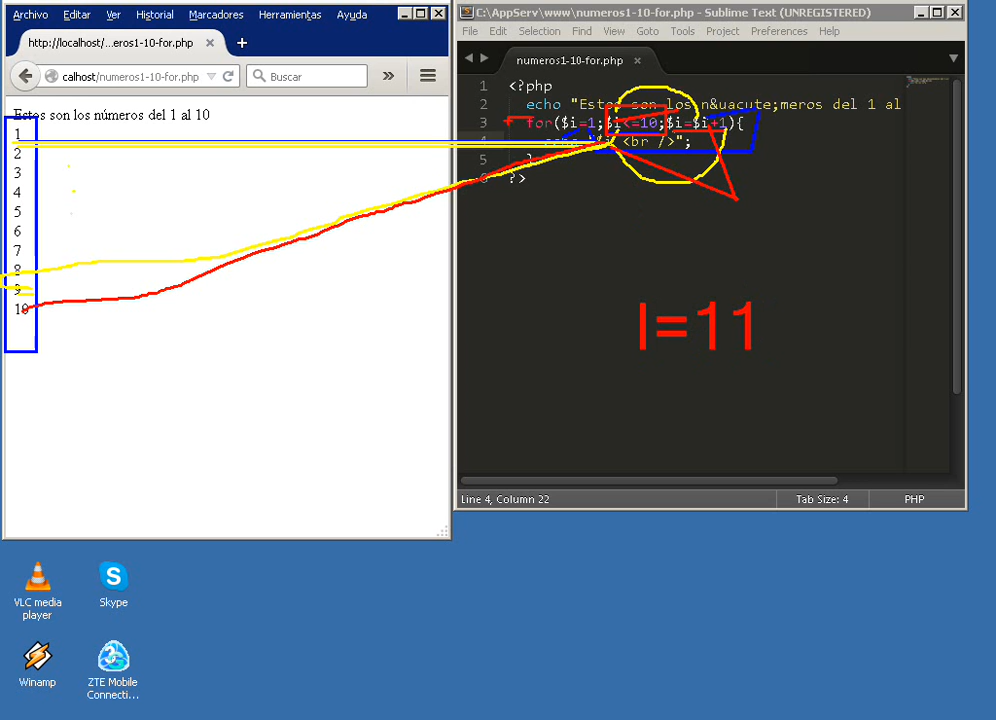 Archivo Editar Ver Historial Marcadores Herramientas Ayuda
http://localhost/...eros1-10-for.php × +
calhost/numeros1-10-for.php Buscar »
Estos son los números del 1 al 10
1
2
3
4
5
6
7
8
9
10
C:\AppServ\www\numeros1-10-for.php - Sublime Text (UNREGISTERED)
File Edit Selection Find View Goto Tools Project Preferences Help
numeros1-10-for.php ×
1 <?php
2 echo "Estos son los n&uacute;meros del 1 al
3 for($i=1;$i<=10;$i=$i+1){
4 echo "$i <br />";
5 }
6 ?>
I=11
Line 4, Column 22 Tab Size: 4 PHP
VLC media
player
Skype
Winamp
ZTE Mobile
Connecti...